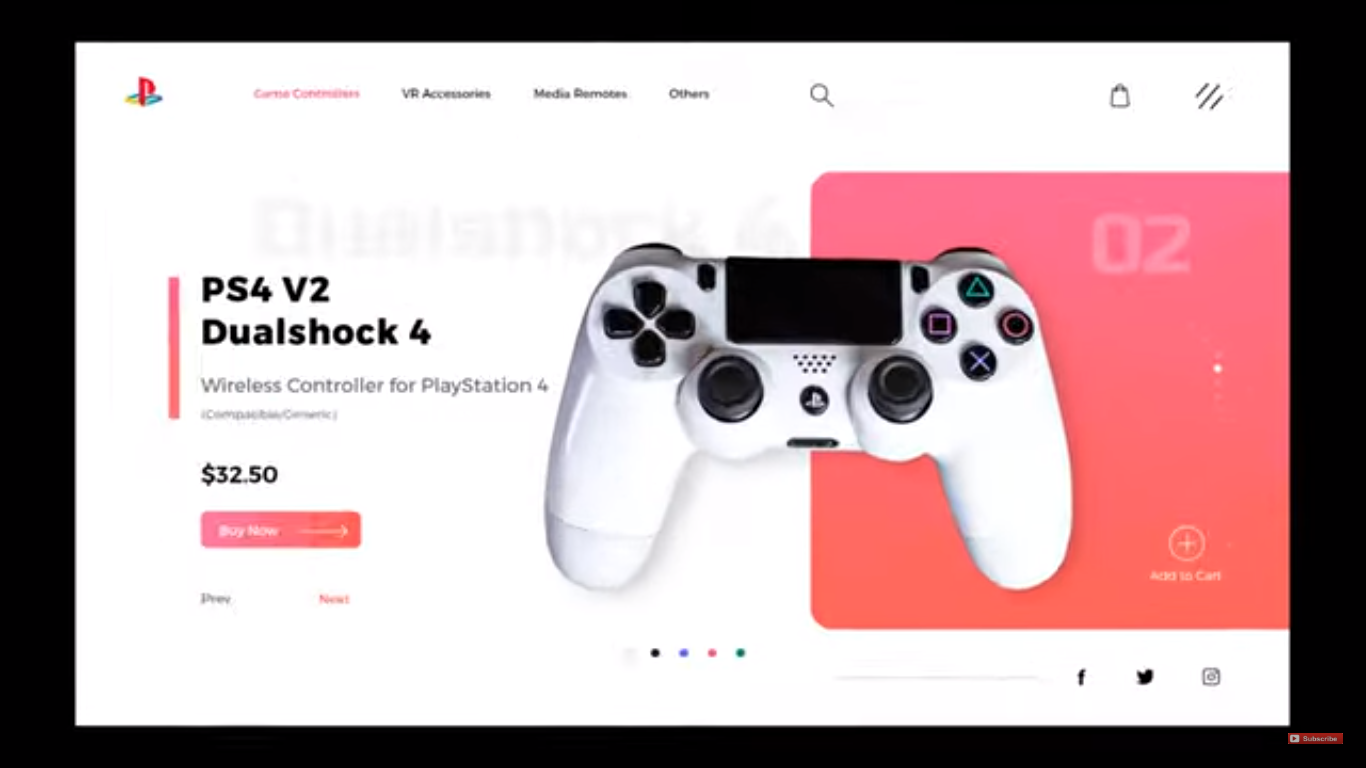 Game Controllers
VR Accessories
Media Remotes
Others
Dualshock 4
02
PS4 V2
Dualshock 4
Wireless Controller for PlayStation 4
(Compatible/Generic)
$32.50
Buy Now
Prev
Next
Add to Cart
Subscribe